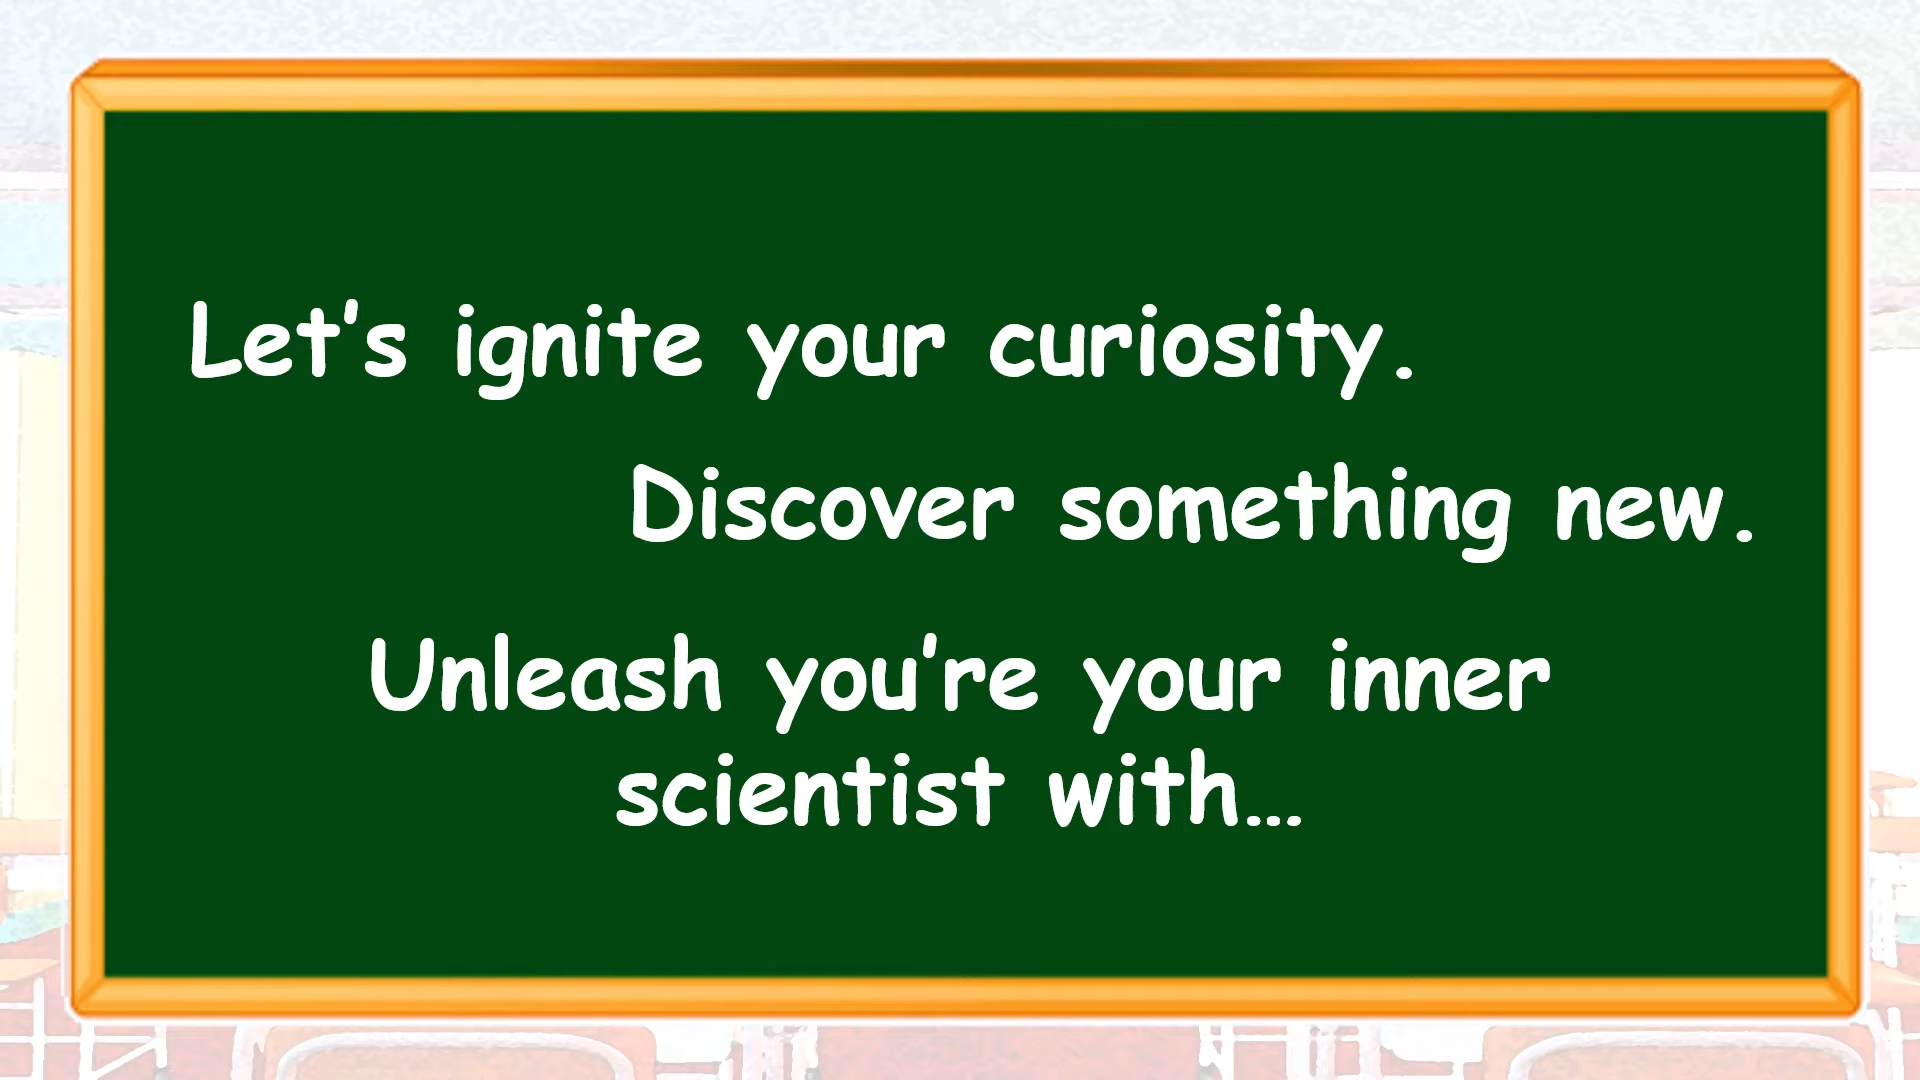 Let’s ignite your curiosity.
Discover something new.
Unleash you’re your inner
scientist with…